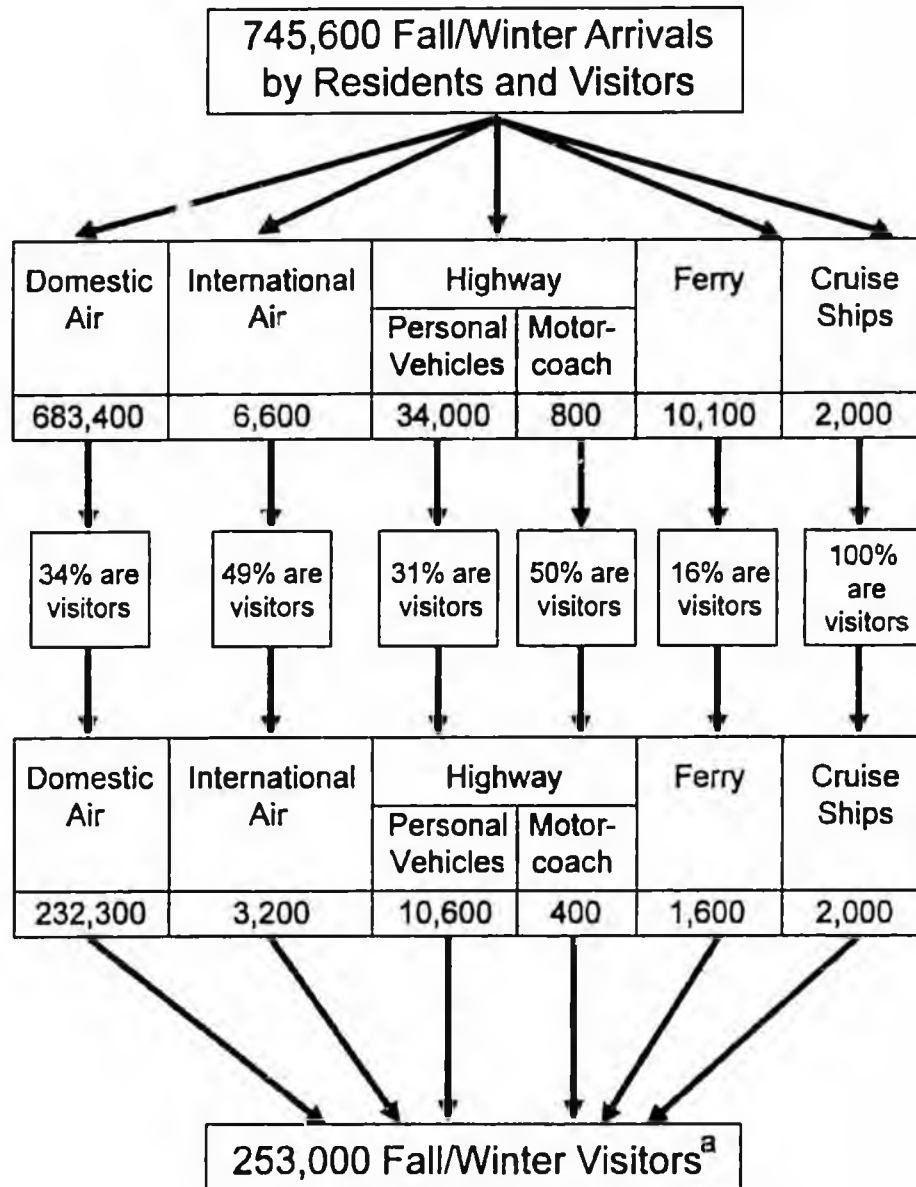 745,600 Fall/Winter Arrivals
by Residents and Visitors
Domestic
Air
International
Air
Highway
Personal
Vehicles
Motor-
coach
Ferry
Cruise
Ships
683,400
6,600
34,000
800
10,100
2,000
34% are
visitors
49% are
visitors
31% are
visitors
50% are
visitors
16% are
visitors
100%
are
visitors
Domestic
Air
International
Air
Highway
Personal
Vehicles
Motor-
coach
Ferry
Cruise
Ships
232,300
3,200
10,600
400
1,600
2,000
253,000 Fall/Winter Visitors a